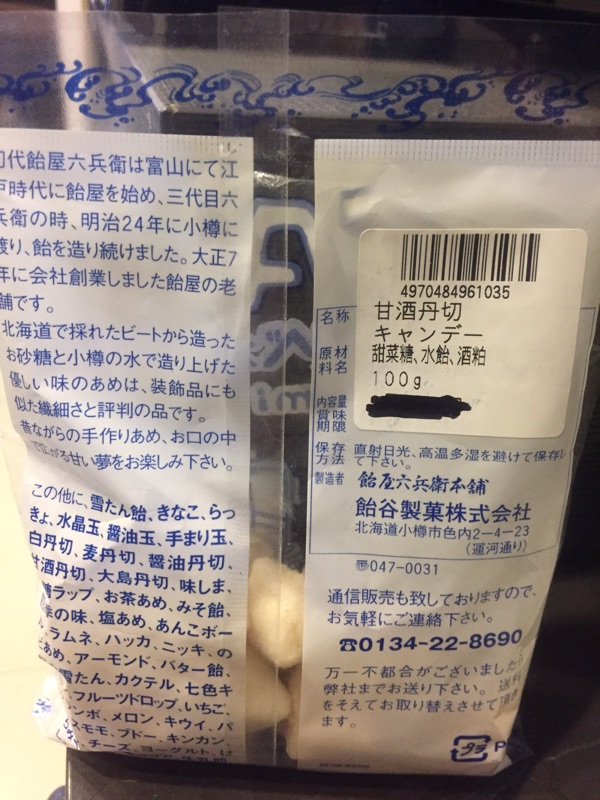 代飴屋六兵衛は富山にて江
戸時代に飴屋を始め、三代目六
兵衛の時、明治24年に小樽に
渡り、飴を造り続けました。大正7
年に会社創業しました飴屋の老
舗です。
北海道で採れたビートから造った
お砂糖と小樽の水で造り上げた
優しい味のあめは、装飾品にも
似た繊細さと評判の品です。
昔ながらの手作りあめ、お口の中
で広がる甘い夢をお楽しみ下さい。
この他に、雪たん飴、きなこ、らっ
きょ、水晶玉、醤油玉、手まり玉、
白丹切、麦丹切、醤油丹切、
甘酒丹切、大島丹切、味しま、
ラップ、お茶あめ、みそ飴、
の味、塩あめ、あんこボー
ラムネ、ハッカ、ニッキ、の
あめ、アーモンド、バター飴、
雪たん、カクテル、七色キ
フルーツドロップ、いちご、
ンボ、メロン、キウイ、パ
スモモ、ブドー、キンカン、
チーズ、ヨーグルト、
4970484961035
名称 甘酒丹切
キャンデー
原材料名 甜菜糖、水飴、酒粕
内容量 100g
賞味期限
保存方法 直射日光、高温多湿を避けて保存し
て下さい。
製造者 飴屋六兵衛本舗
飴谷製菓株式会社
北海道小樽市色内2-4-23
(運河通り)
〒047-0031
通信販売も致しておりますので、
お気軽にご連絡下さい。
☎0134-22-8690
万一不都合がございましたら
弊社までお送り下さい。送料
をそえてお取り替えさせて頂き
ます。
プラ P